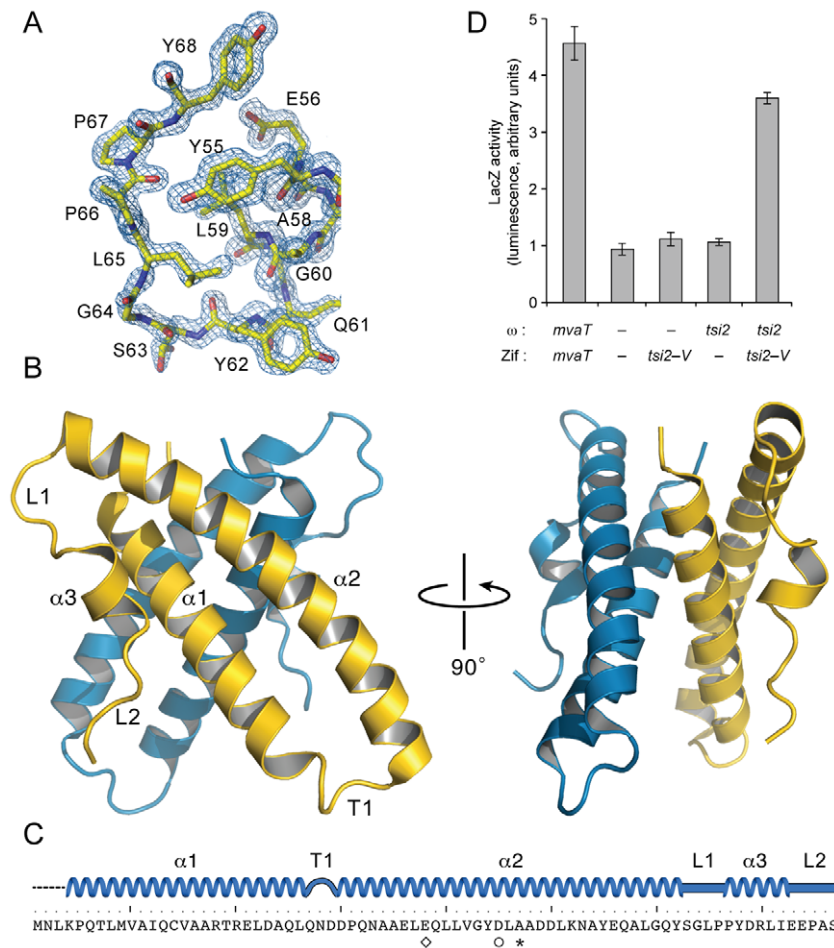 A
Y68
E56
P67
Y55
P66
L59
A58
L65
G60
G64
Q61
S63
Y62
D
LacZ activity
(luminescence, arbitrary units)
5
4
3
2
1
0
ω : mvaT – – tsi2 tsi2
Zif : mvaT – tsi2–V – tsi2–V
B
L1
α3
α1
α2
L2
T1
90°
C
α1 T1 α2 L1 α3 L2
MNLKPQTLMVAIQCVAARTRELDAQLQNDDPQNAAELEQLLVGYDLAADDLKNAYEQALGQYSGLPPYDRLIEEPAS
*